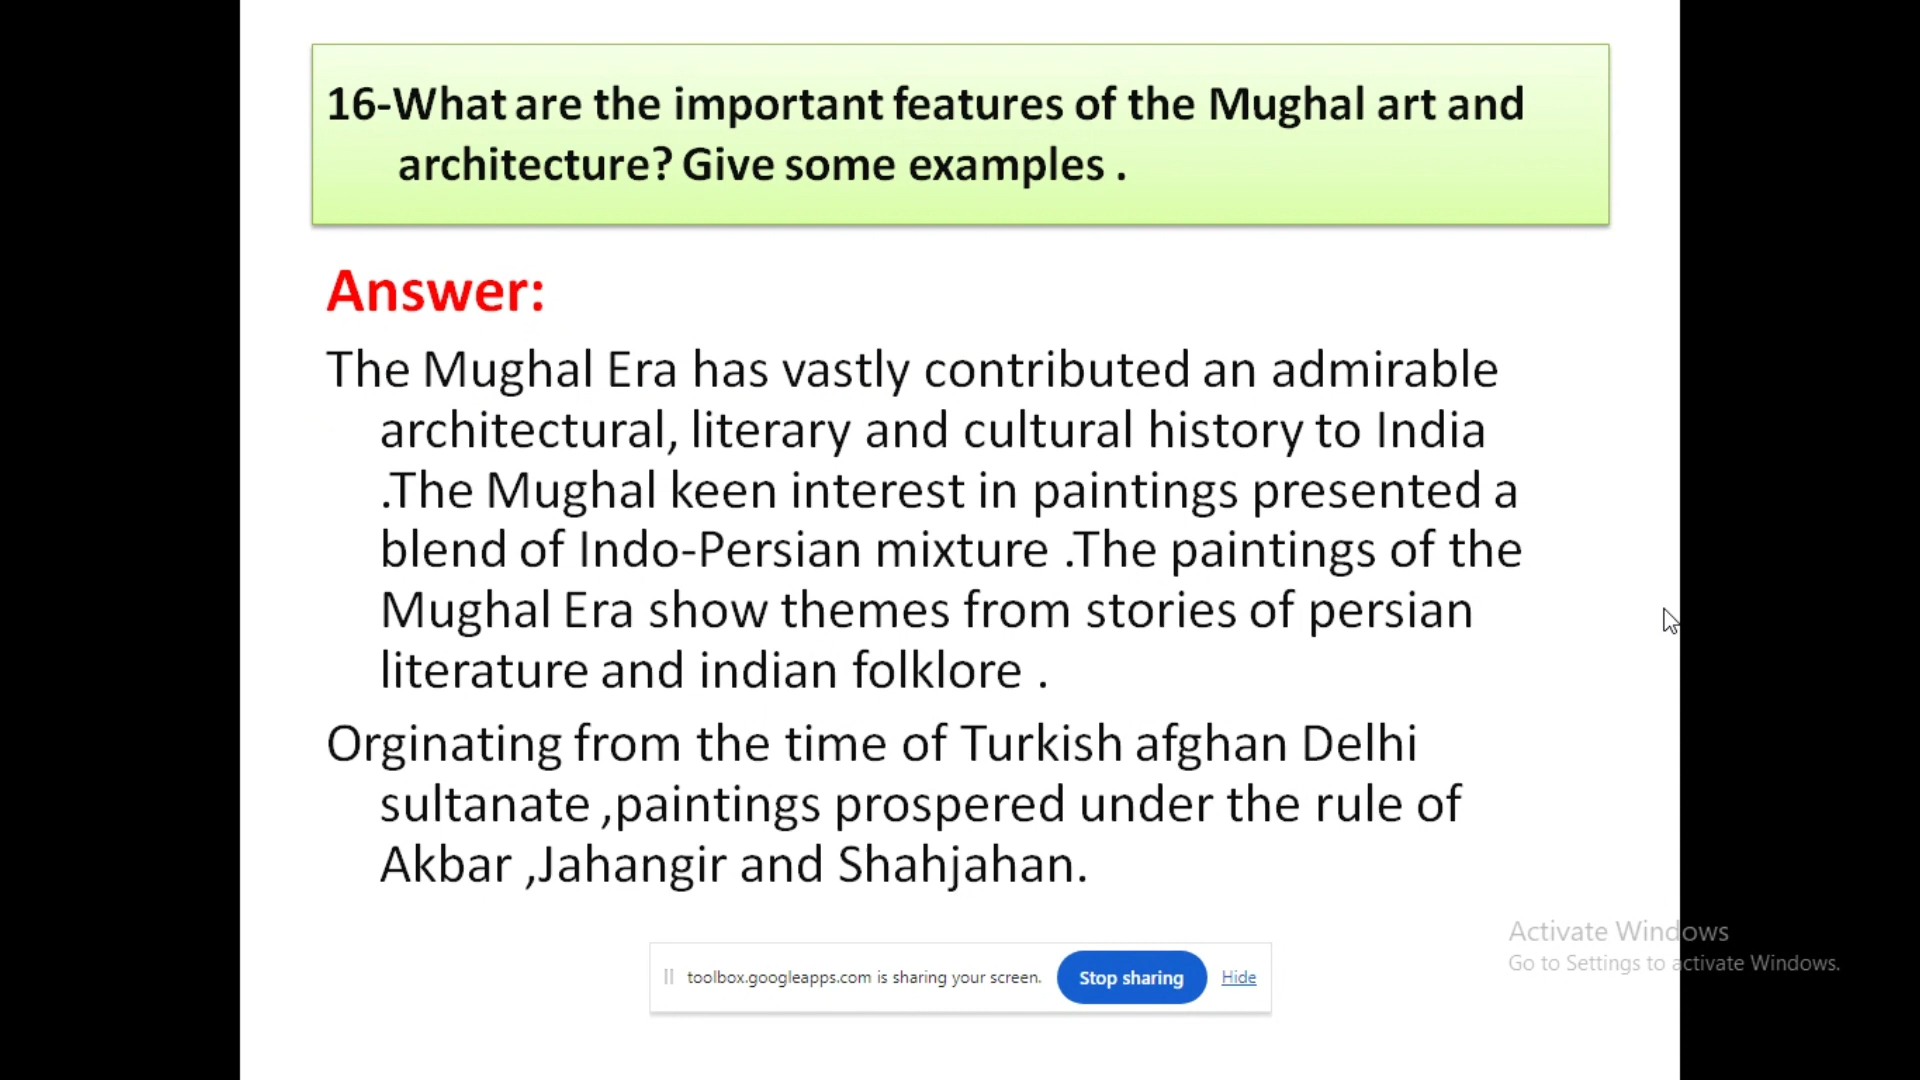 16-What are the important features of the Mughal art and
architecture? Give some examples .
Answer:
The Mughal Era has vastly contributed an admirable
architectural, literary and cultural history to India
.The Mughal keen interest in paintings presented a
blend of Indo-Persian mixture .The paintings of the
Mughal Era show themes from stories of persian
literature and indian folklore .
Orginating from the time of Turkish afghan Delhi
sultanate ,paintings prospered under the rule of
Akbar ,Jahangir and Shahjahan.
Activate Windows
Go to Settings to activate Windows.
toolbox.googleapps.com is sharing your screen. Stop sharing Hide